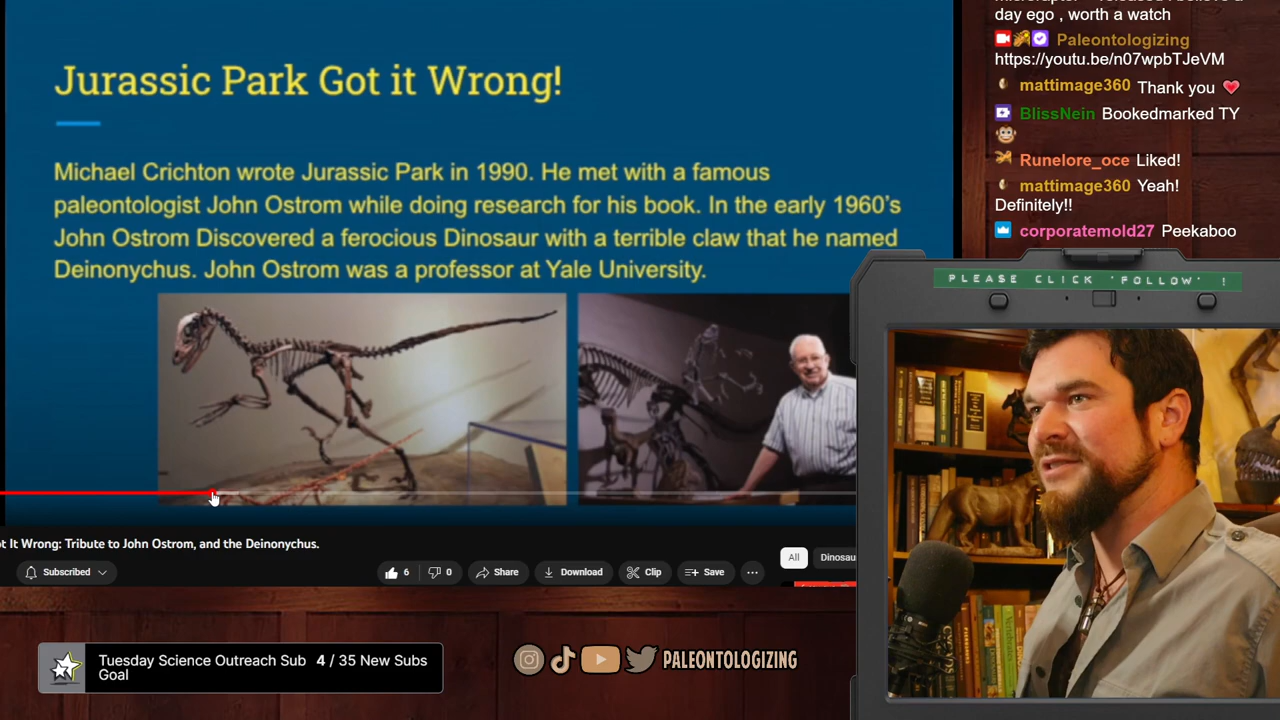 Jurassic Park Got it Wrong!
Michael Crichton wrote Jurassic Park in 1990. He met with a famous
paleontologist John Ostrom while doing research for his book. In the early 1960's
John Ostrom Discovered a ferocious Dinosaur with a terrible claw that he named
Deinonychus. John Ostrom was a professor at Yale University.
ot It Wrong: Tribute to John Ostrom, and the Deinonychus.
Subscribed
6
0
Share
Download
Clip
Save
All
Dinosau
Tuesday Science Outreach Sub
Goal
4 / 35 New Subs
PALEONTOLOGIZING
day ego , worth a watch
Paleontologizing
https://youtu.be/n07wpbTJeVM
mattimage360 Thank you
BlissNein Bookedmarked TY
Runelore_oce Liked!
mattimage360 Yeah!
Definitely!!
corporatemold27 Peekaboo
PLEASE CLICK 'FOLLOW' !